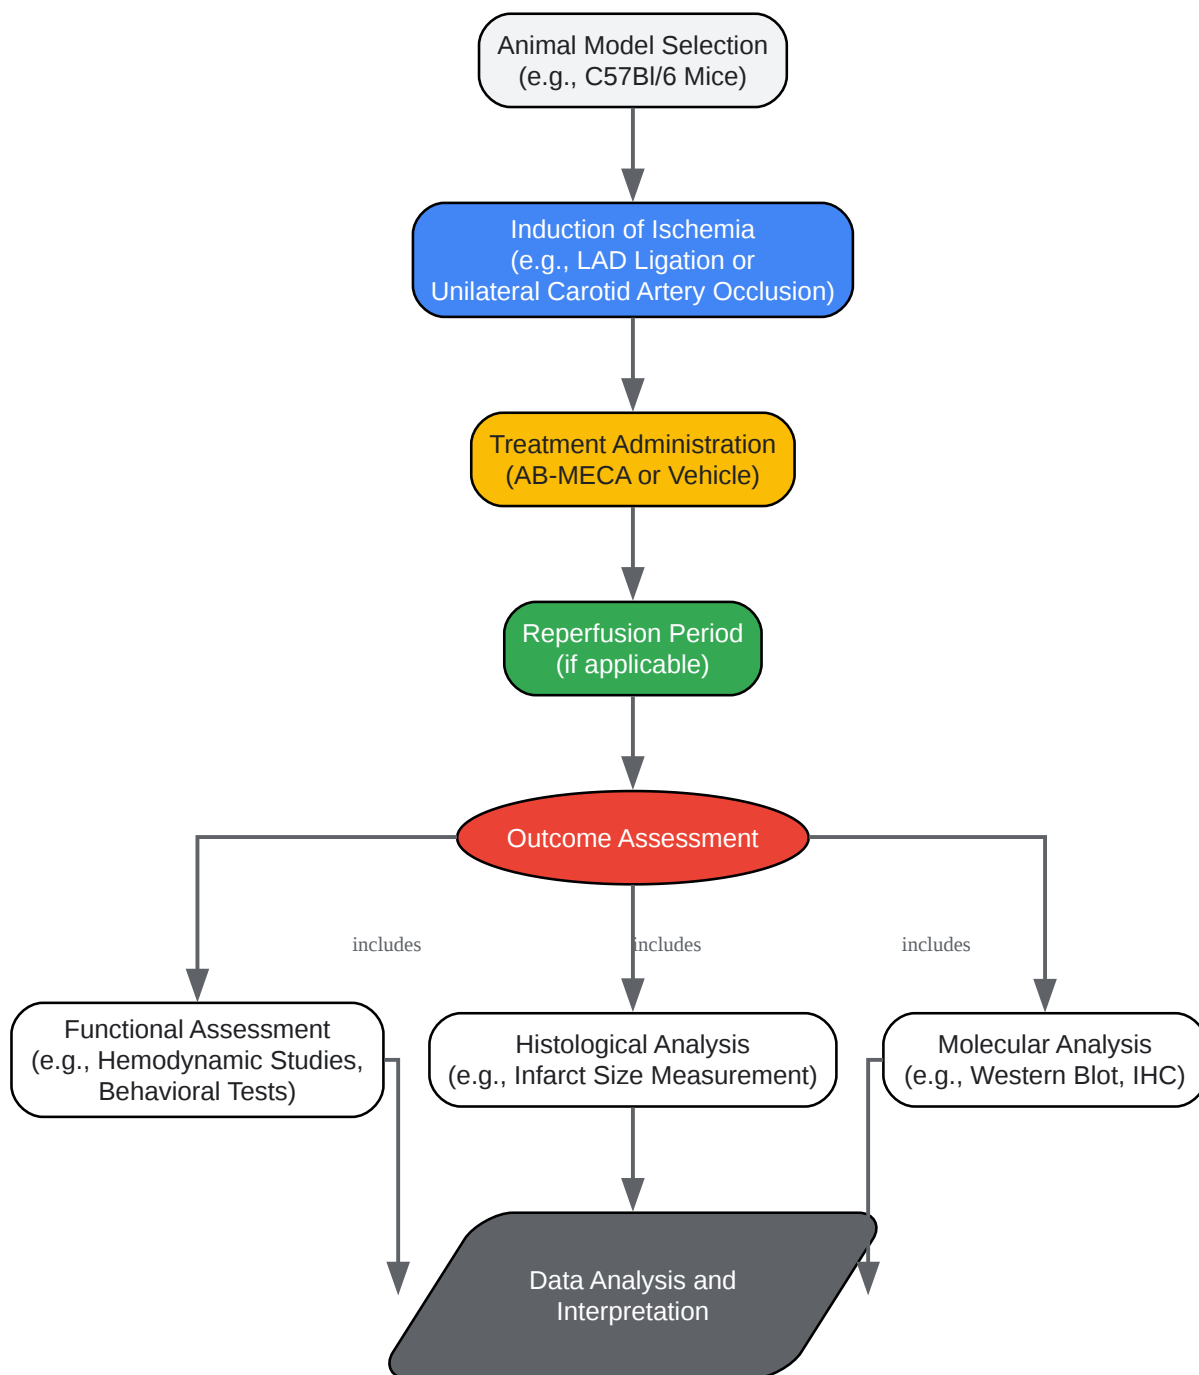 Animal Model Selection
(e.g., C57Bl/6 Mice)
Induction of Ischemia
(e.g., LAD Ligation or
Unilateral Carotid Artery Occlusion)
Treatment Administration
(AB-MECA or Vehicle)
Reperfusion Period
(if applicable)
Outcome Assessment
includes
includes
includes
Functional Assessment
(e.g., Hemodynamic Studies,
Behavioral Tests)
Histological Analysis
(e.g., Infarct Size Measurement)
Molecular Analysis
(e.g., Western Blot, IHC)
Data Analysis and
Interpretation